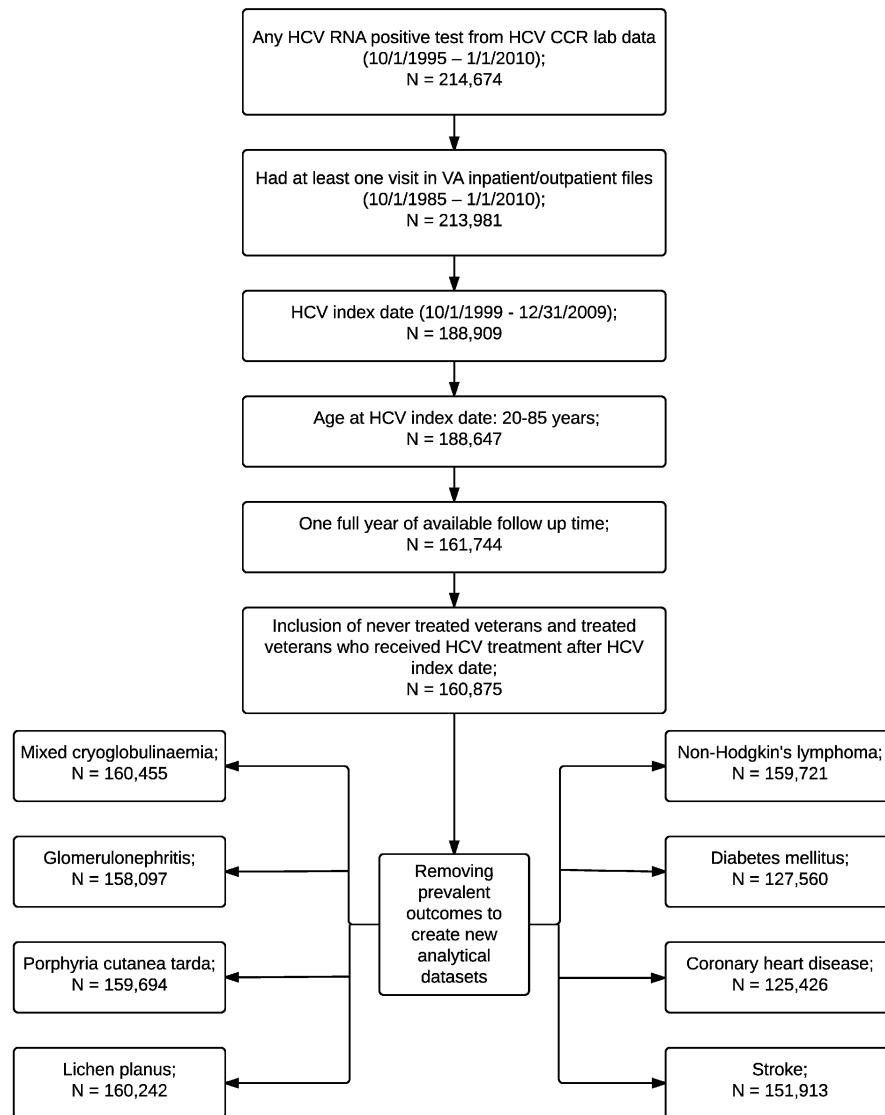 Any HCV RNA positive test from HCV CCR lab data
(10/1/1995 – 1/1/2010);
N = 214,674
Had at least one visit in VA inpatient/outpatient files
(10/1/1985 – 1/1/2010);
N = 213,981
HCV index date (10/1/1999 - 12/31/2009);
N = 188,909
Age at HCV index date: 20-85 years;
N = 188,647
One full year of available follow up time;
N = 161,744
Inclusion of never treated veterans and treated
veterans who received HCV treatment after HCV
index date;
N = 160,875
Removing
prevalent
outcomes to
create new
analytical
datasets
Mixed cryoglobulinaemia;
N = 160,455
Glomerulonephritis;
N = 158,097
Porphyria cutanea tarda;
N = 159,694
Lichen planus;
N = 160,242
Non-Hodgkin's lymphoma;
N = 159,721
Diabetes mellitus;
N = 127,560
Coronary heart disease;
N = 125,426
Stroke;
N = 151,913